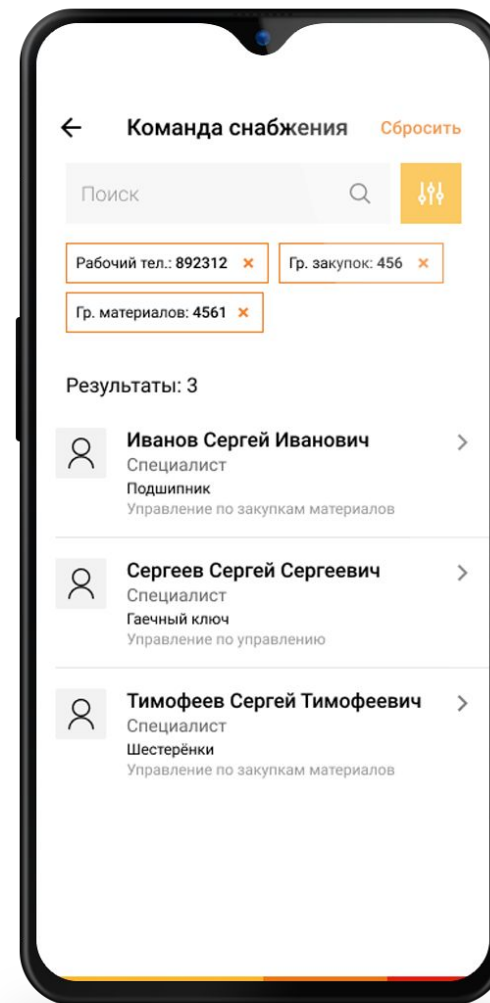 Команда снабжения Сбросить
Поиск
Рабочий тел.: 892312 × Гр. закупок: 456 ×
Гр. материалов: 4561 ×
Результаты: 3
Иванов Сергей Иванович
Специалист
Подшипник
Управление по закупкам материалов
Сергеев Сергей Сергеевич
Специалист
Гаечный ключ
Управление по управлению
Тимофеев Сергей Тимофеевич
Специалист
Шестерёнки
Управление по закупкам материалов